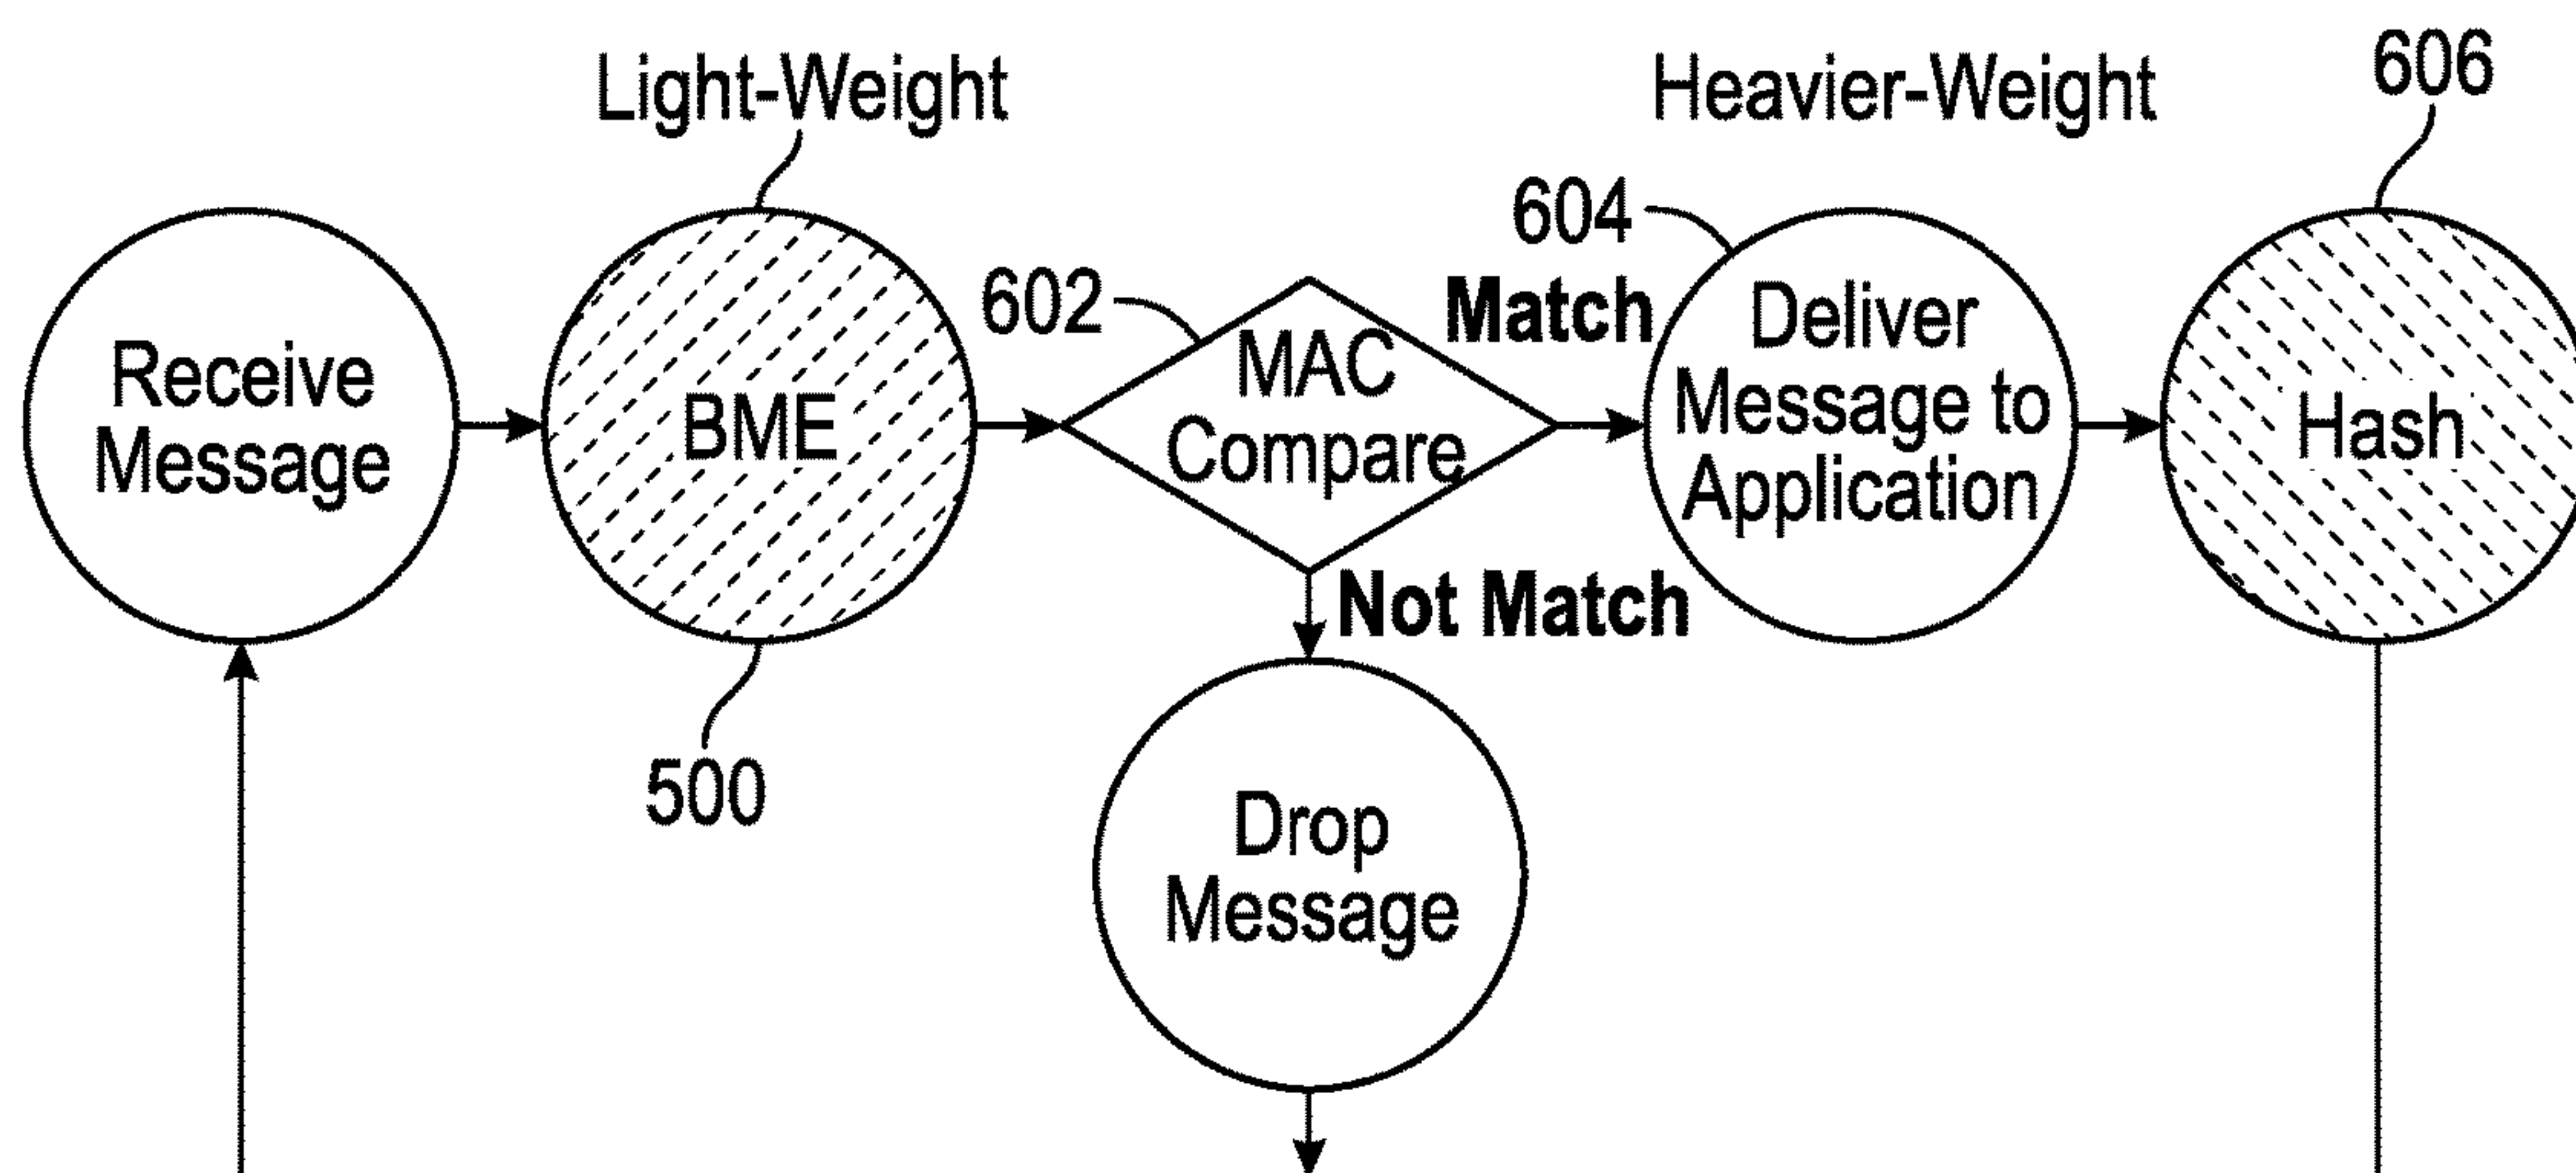 Light-Weight
Heavier-Weight
606
604
602
Match
Receive
Message
BME
MAC
Compare
Deliver
Message to
Application
Hash
Not Match
500
Drop
Message